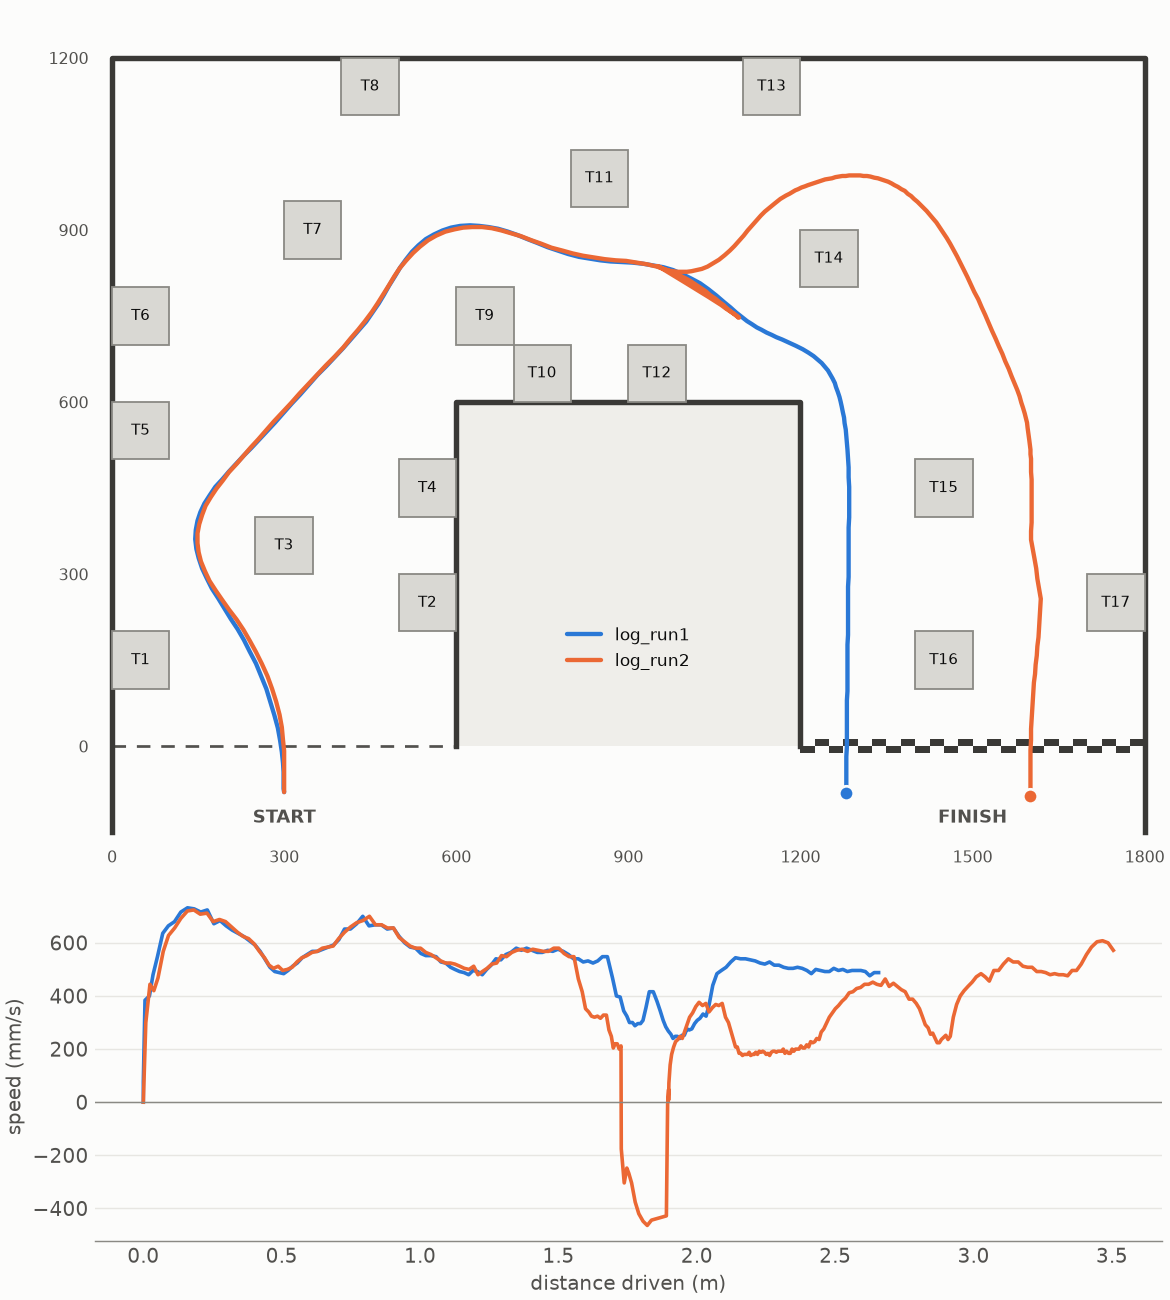 1200
T8
T13
T11
900
T7
T14
T6
T9
T10
T12
600
T5
T4
T15
T3
300
T2
T17
log_run1
T1
log_run2
T16
0
START
FINISH
0 300 600 900 1200 1500 1800
600
400
200
0
−200
−400
speed (mm/s)
0.0 0.5 1.0 1.5 2.0 2.5 3.0 3.5
distance driven (m)